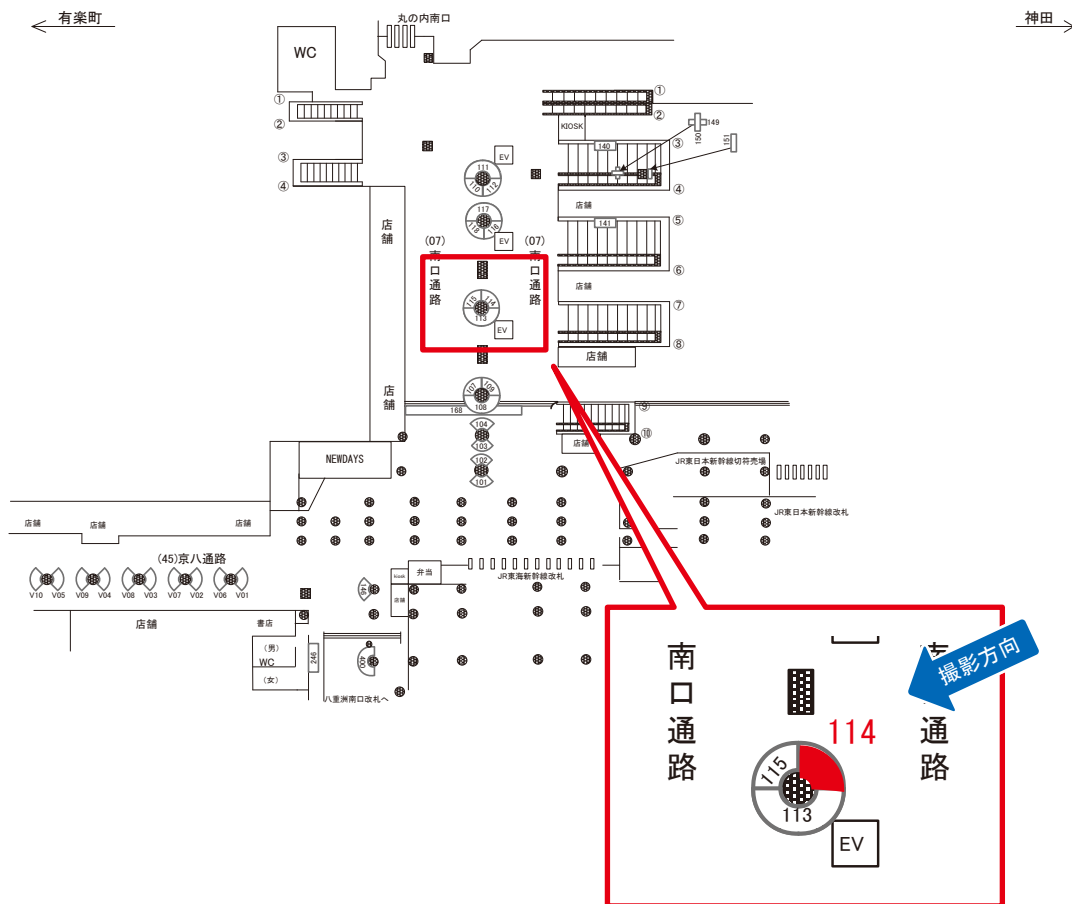 有楽町
神田
丸の内南口
WC
①
②
③
④
①
②
KIOSK
③
149
150
151
140
④
店舗
⑤
141
⑥
店舗
⑦
⑧
店舗
EV
111
110
112
117
118
116
EV
(07)南口通路
(07)南口通路
115
114
113
EV
店舗
店舗
107
109
108
168
104
103
102
101
⑨
⑩
店舗
NEWDAYS
JR東日本新幹線切符売場
JR東日本新幹線改札
店舗
店舗
店舗
(45)京八通路
V10
V05
V09
V04
V08
V03
V07
V02
V06
V01
店舗
書店
(男)
WC
(女)
246
146
400
kiosk
店舗
弁当
JR東海新幹線改札
八重洲南口改札へ
南口通路
通路
撮影方向
114
115
113
EV